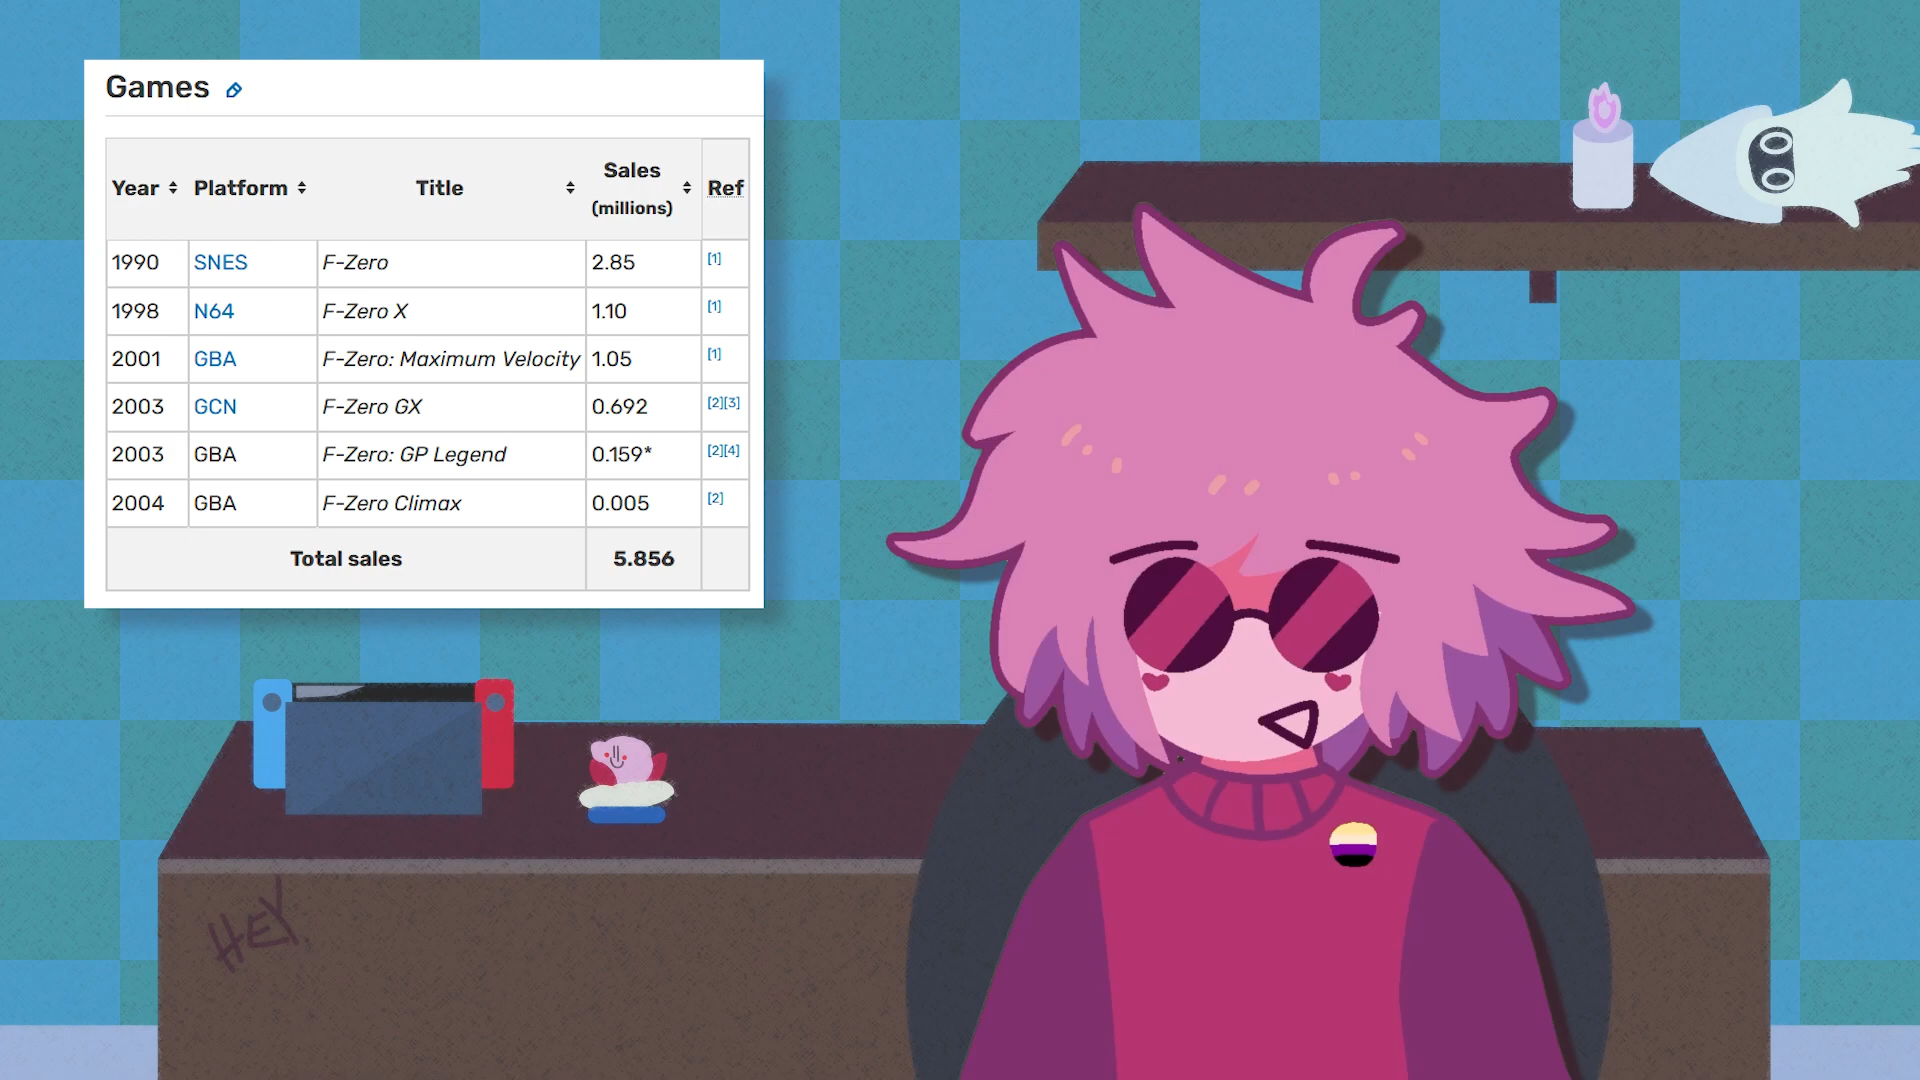 Games
Year Platform Title Sales (millions) Ref
1990 SNES F-Zero 2.85 [1]
1998 N64 F-Zero X 1.10 [1]
2001 GBA F-Zero: Maximum Velocity 1.05 [1]
2003 GCN F-Zero GX 0.692 [2][3]
2003 GBA F-Zero: GP Legend 0.159* [2][4]
2004 GBA F-Zero Climax 0.005 [2]
Total sales 5.856
HEY.